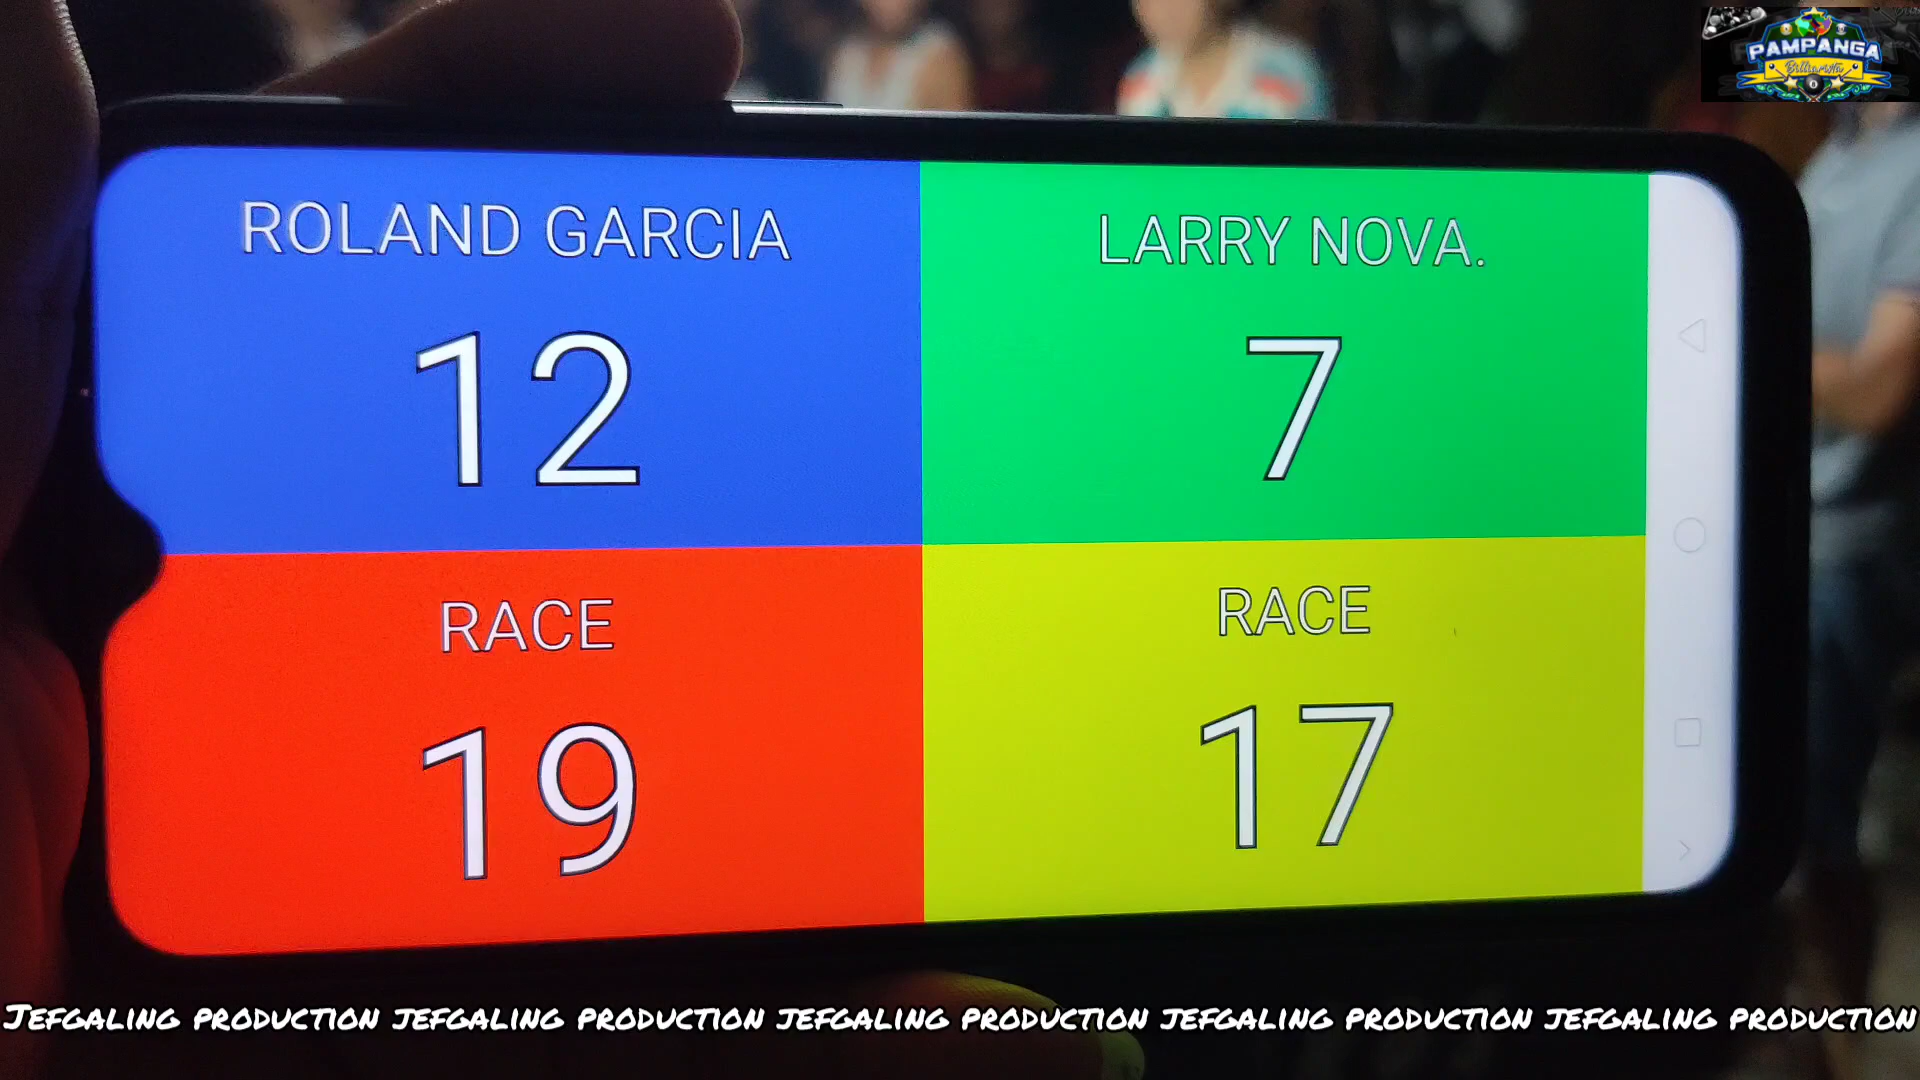 PAMPANGA
Billiarista
ROLAND GARCIA
LARRY NOVA.
12
7
RACE
RACE
19
17
JEFGALING PRODUCTION JEFGALING PRODUCTION JEFGALING PRODUCTION JEFGALING PRODUCTION JEFGALING PRODUCTION